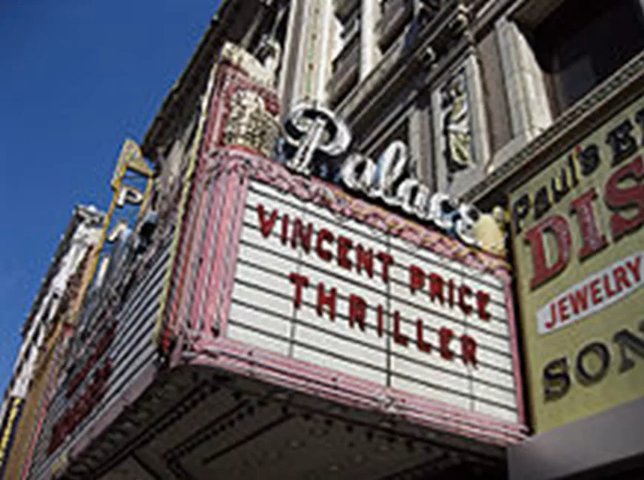 Palace
VINCENT PRICE
THRILLER
Paul's
DIS
JEWELRY
SON
P